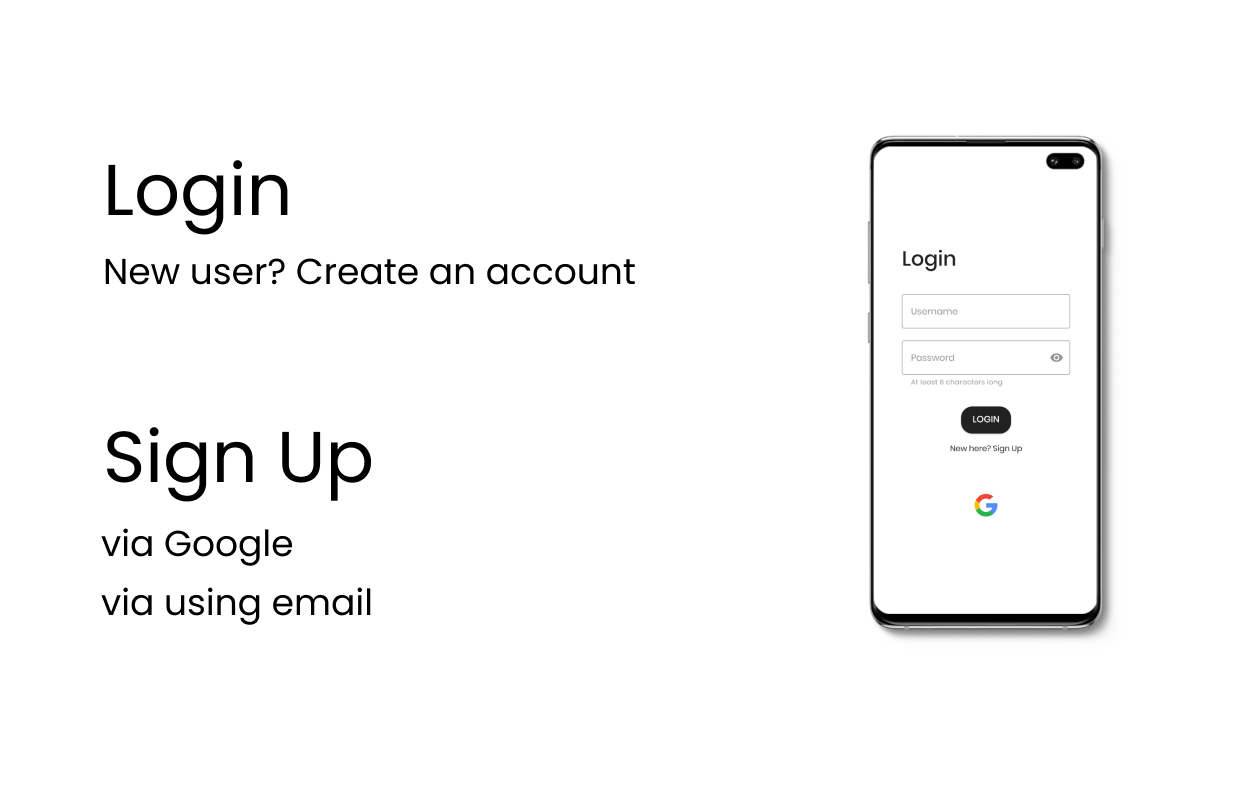 Login
New user? Create an account
Sign Up
via Google
via using email
Login
Username
Password
At least 6 characters long
LOGIN
New here? Sign Up